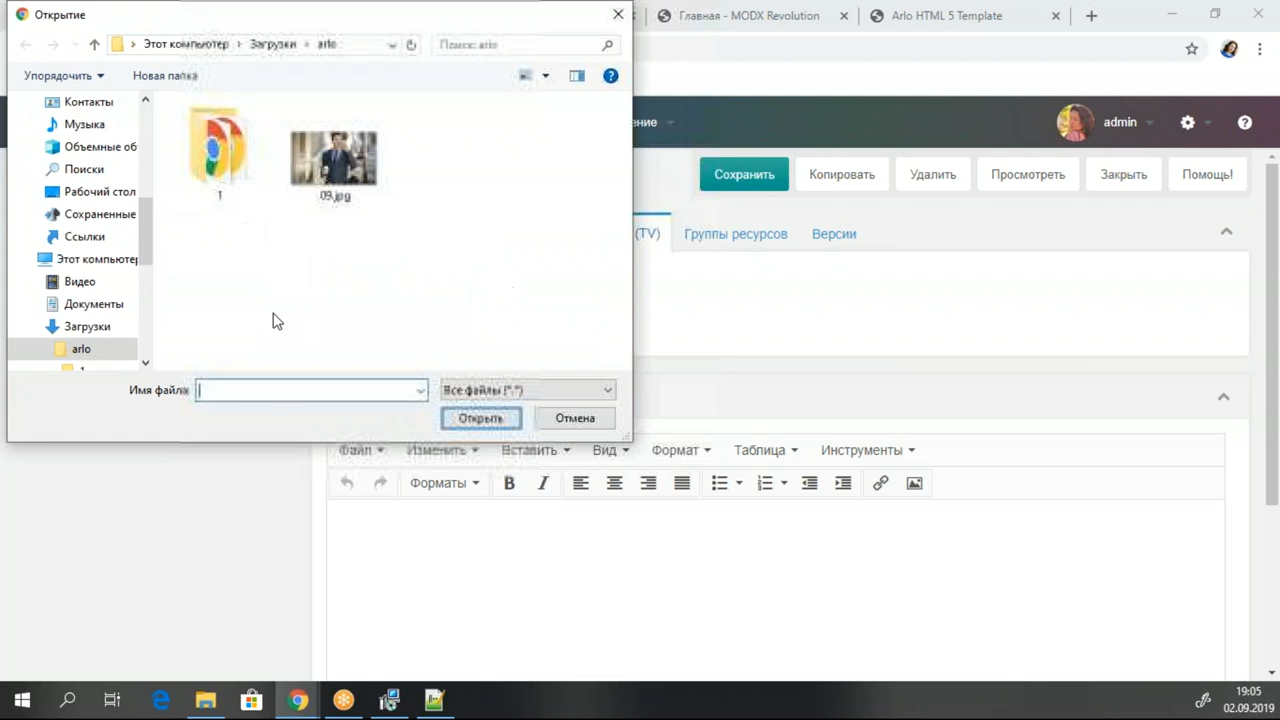 Открытие
Главная - MODX Revolution
Arlo HTML 5 Template
Этот компьютер
Загрузки
arlo
Поиск: arlo
Упорядочить
Новая папка
Контакты
Музыка
Объемные об
Поиски
Рабочий стол
Сохраненные
Ссылки
Этот компьютер
Видео
Документы
Загрузки
arlo
1
09.jpg
ение
admin
Сохранить
Копировать
Удалить
Просмотреть
Закрыть
Помощь!
(TV)
Группы ресурсов
Версии
Имя файла
Все файлы (*.*)
Открыть
Отмена
Файл
Изменить
Вставить
Вид
Формат
Таблица
Инструменты
Форматы
B
I
19:05
02.09.2019